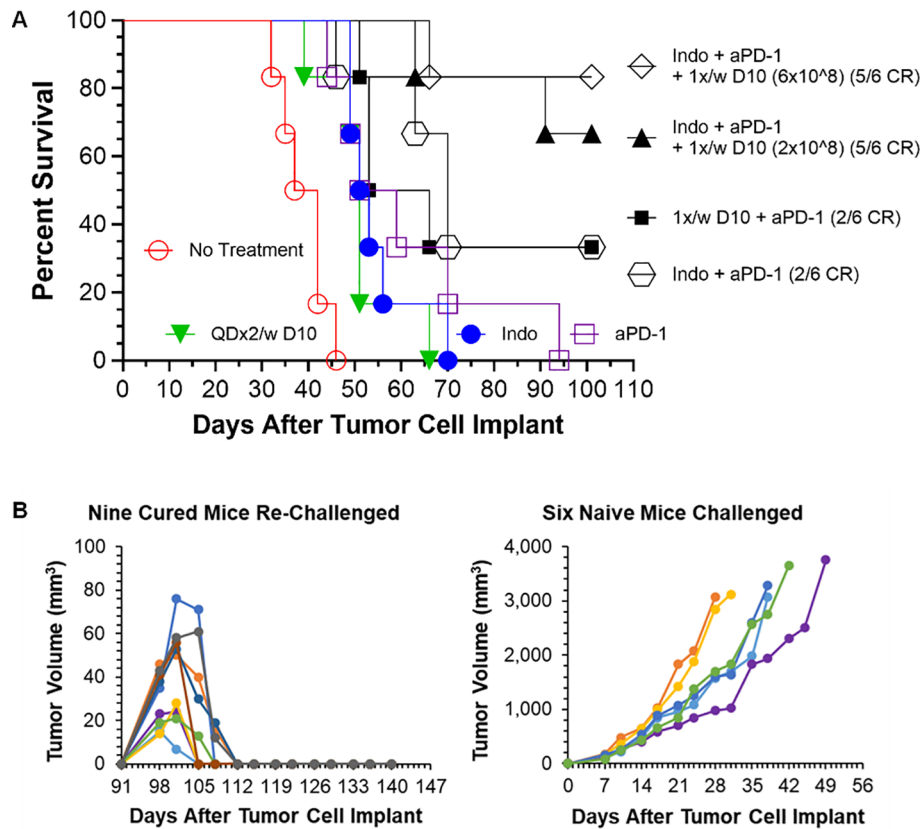 A
Percent Survival
100
80
60
40
20
0
No Treatment
QDx2/w D10
Indo
aPD-1
0 10 20 30 40 50 60 70 80 90 100 110
Days After Tumor Cell Implant
Indo + aPD-1
+ 1x/w D10 (6x10^8) (5/6 CR)
Indo + aPD-1
+ 1x/w D10 (2x10^8) (5/6 CR)
1x/w D10 + aPD-1 (2/6 CR)
Indo + aPD-1 (2/6 CR)
B
Nine Cured Mice Re-Challenged
Tumor Volume (mm³)
100
80
60
40
20
0
91 98 105 112 119 126 133 140 147
Days After Tumor Cell Implant
Six Naive Mice Challenged
Tumor Volume (mm³)
4,000
3,000
2,000
1,000
0
0 7 14 21 28 35 42 49 56
Days After Tumor Cell Implant